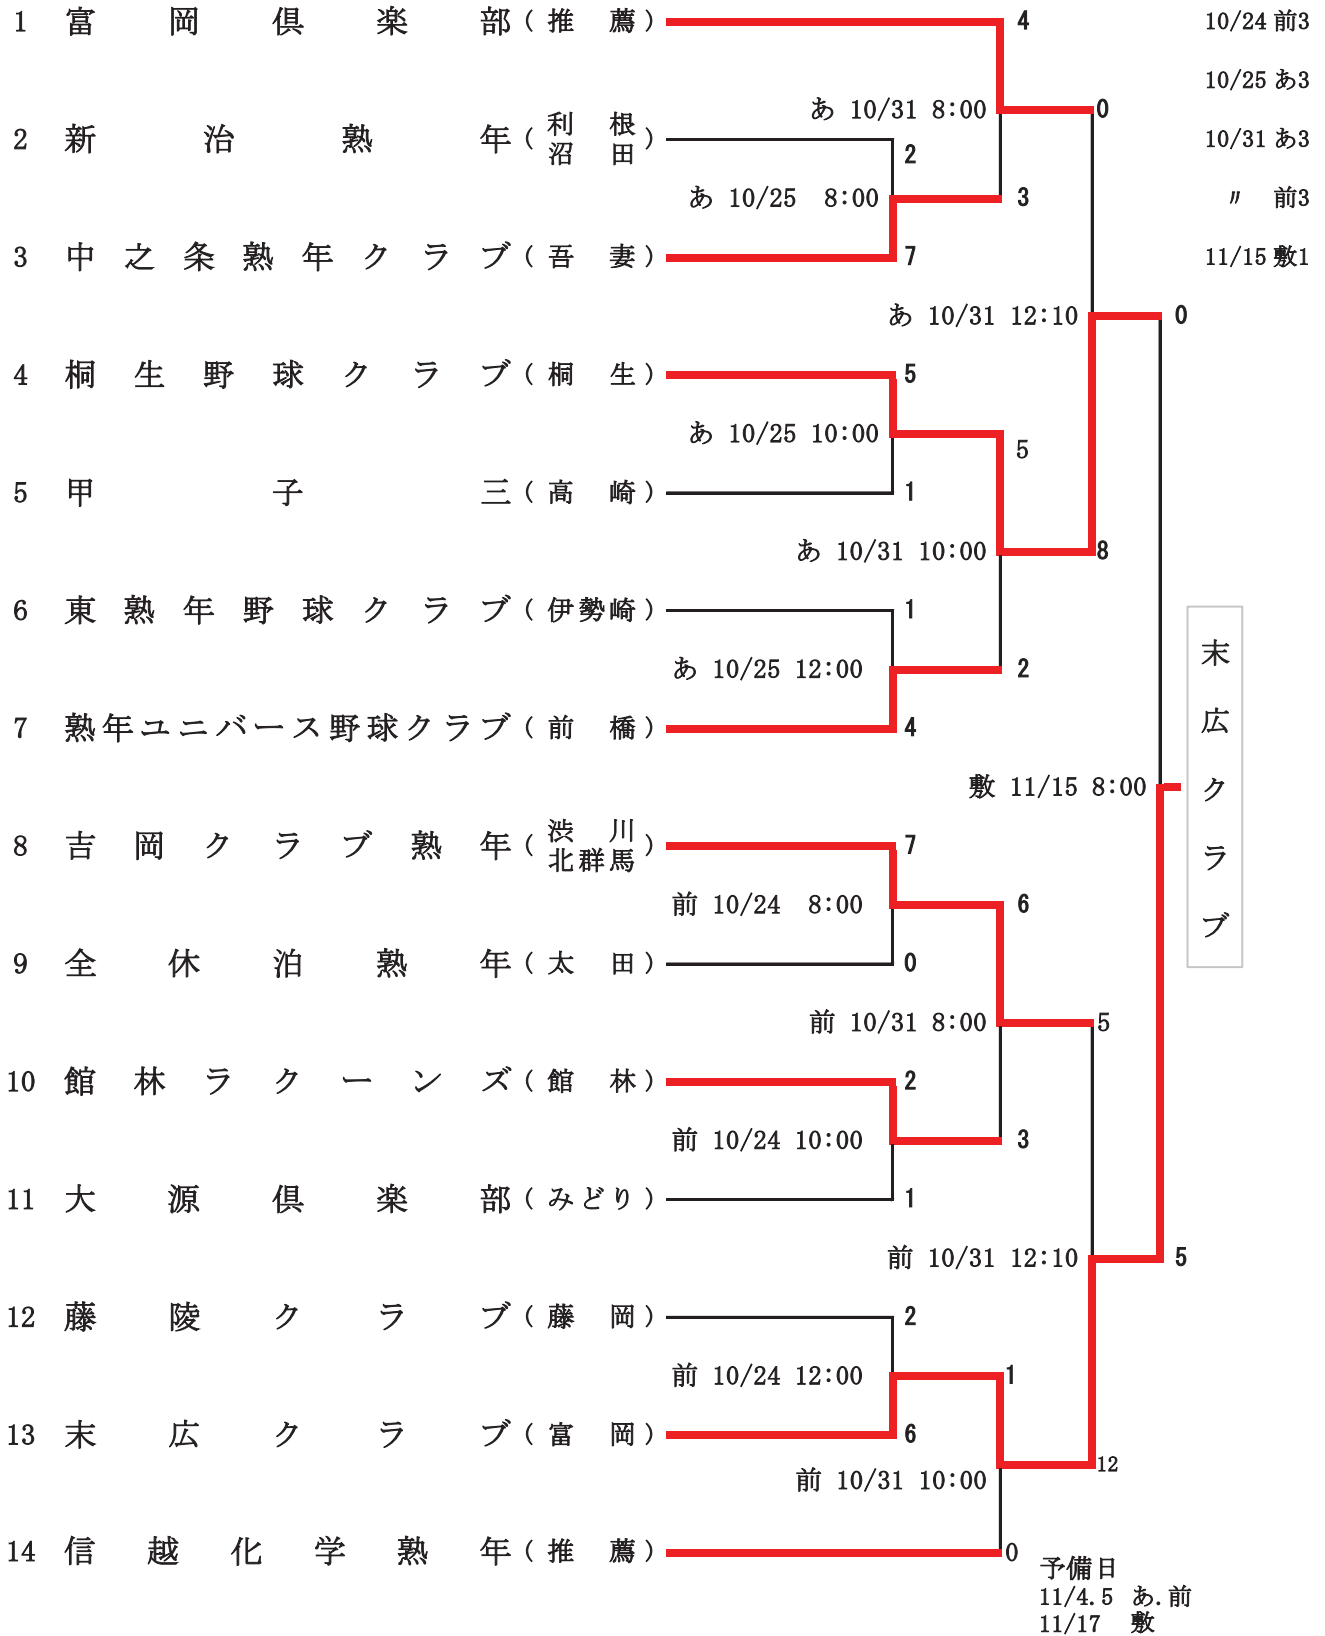 1 富岡倶楽部（推薦） 4 10/24 前3
10/25 あ3
あ 10/31 8:00 0
2 新治熟年（利根沼田） 2 10/31 あ3
あ 10/25 8:00 3 〃 前3
3 中之条熟年クラブ（吾妻） 7 11/15 敷1
あ 10/31 12:10 0
4 桐生野球クラブ（桐生） 5
あ 10/25 10:00 5
5 甲子三（高崎） 1
あ 10/31 10:00 8
6 東熟年野球クラブ（伊勢崎） 1
あ 10/25 12:00 2
7 熟年ユニバース野球クラブ（前橋） 4
敷 11/15 8:00
末広クラブ
8 吉岡クラブ熟年（渋川北群馬） 7
前 10/24 8:00 6
9 全休泊熟年（太田） 0
前 10/31 8:00 5
10 館林ラクーンズ（館林） 2
前 10/24 10:00 3
11 大源倶楽部（みどり） 1
前 10/31 12:10 5
12 藤陵クラブ（藤岡） 2
前 10/24 12:00 1
13 末広クラブ（富岡） 6
前 10/31 10:00 12
14 信越化学熟年（推薦） 0
予備日
11/4.5 あ.前
11/17 敷